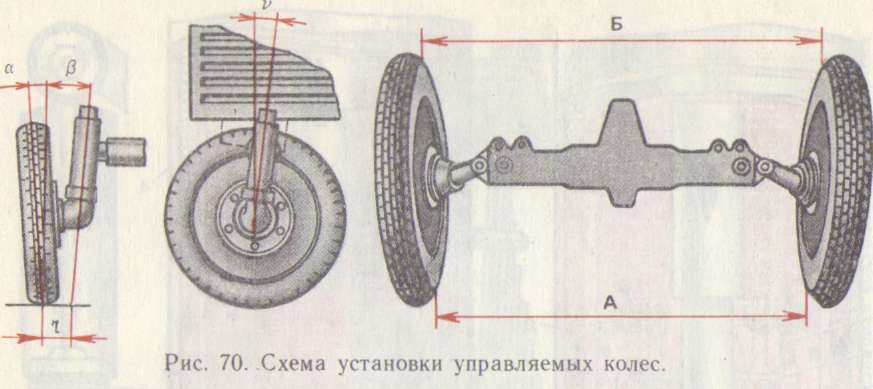 α β
γ
Б
А
η
Рис. 70. Схема установки управляемых колес.